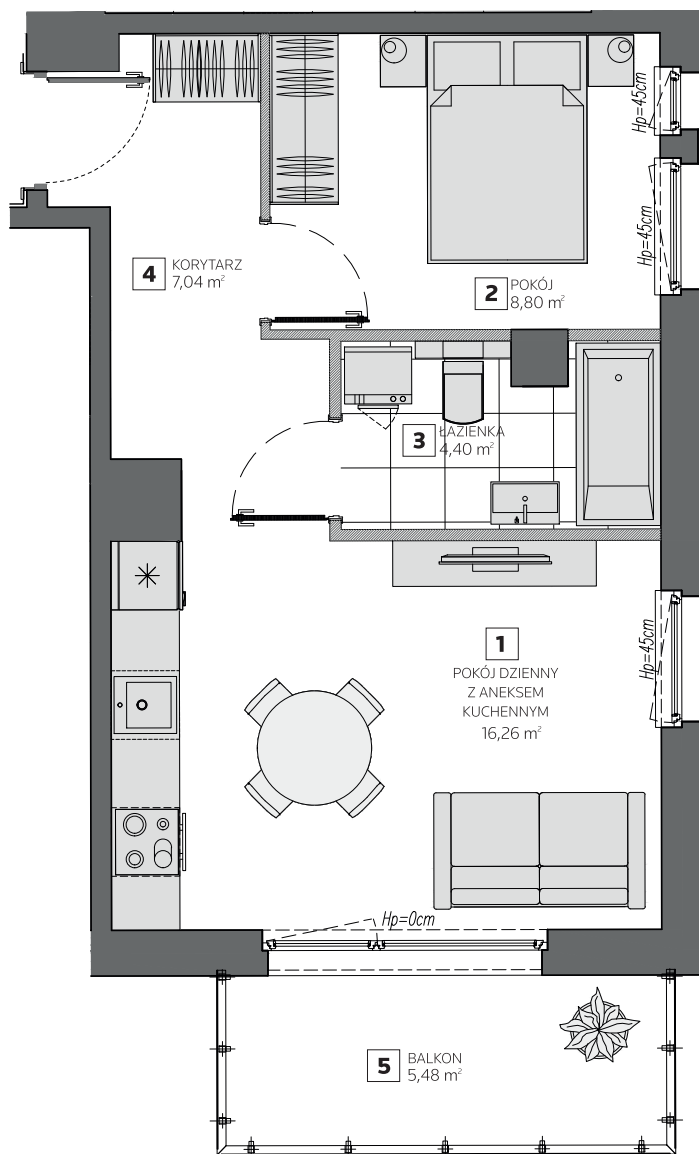 Hp=45cm
Hp=45cm
4 KORYTARZ
7,04 m²
2 POKÓJ
8,80 m²
3 ŁAZIENKA
4,40 m²
Hp=45cm
1
POKÓJ DZIENNY
Z ANEKSEM
KUCHENNYM
16,26 m²
Hp=0cm
5 BALKON
5,48 m²